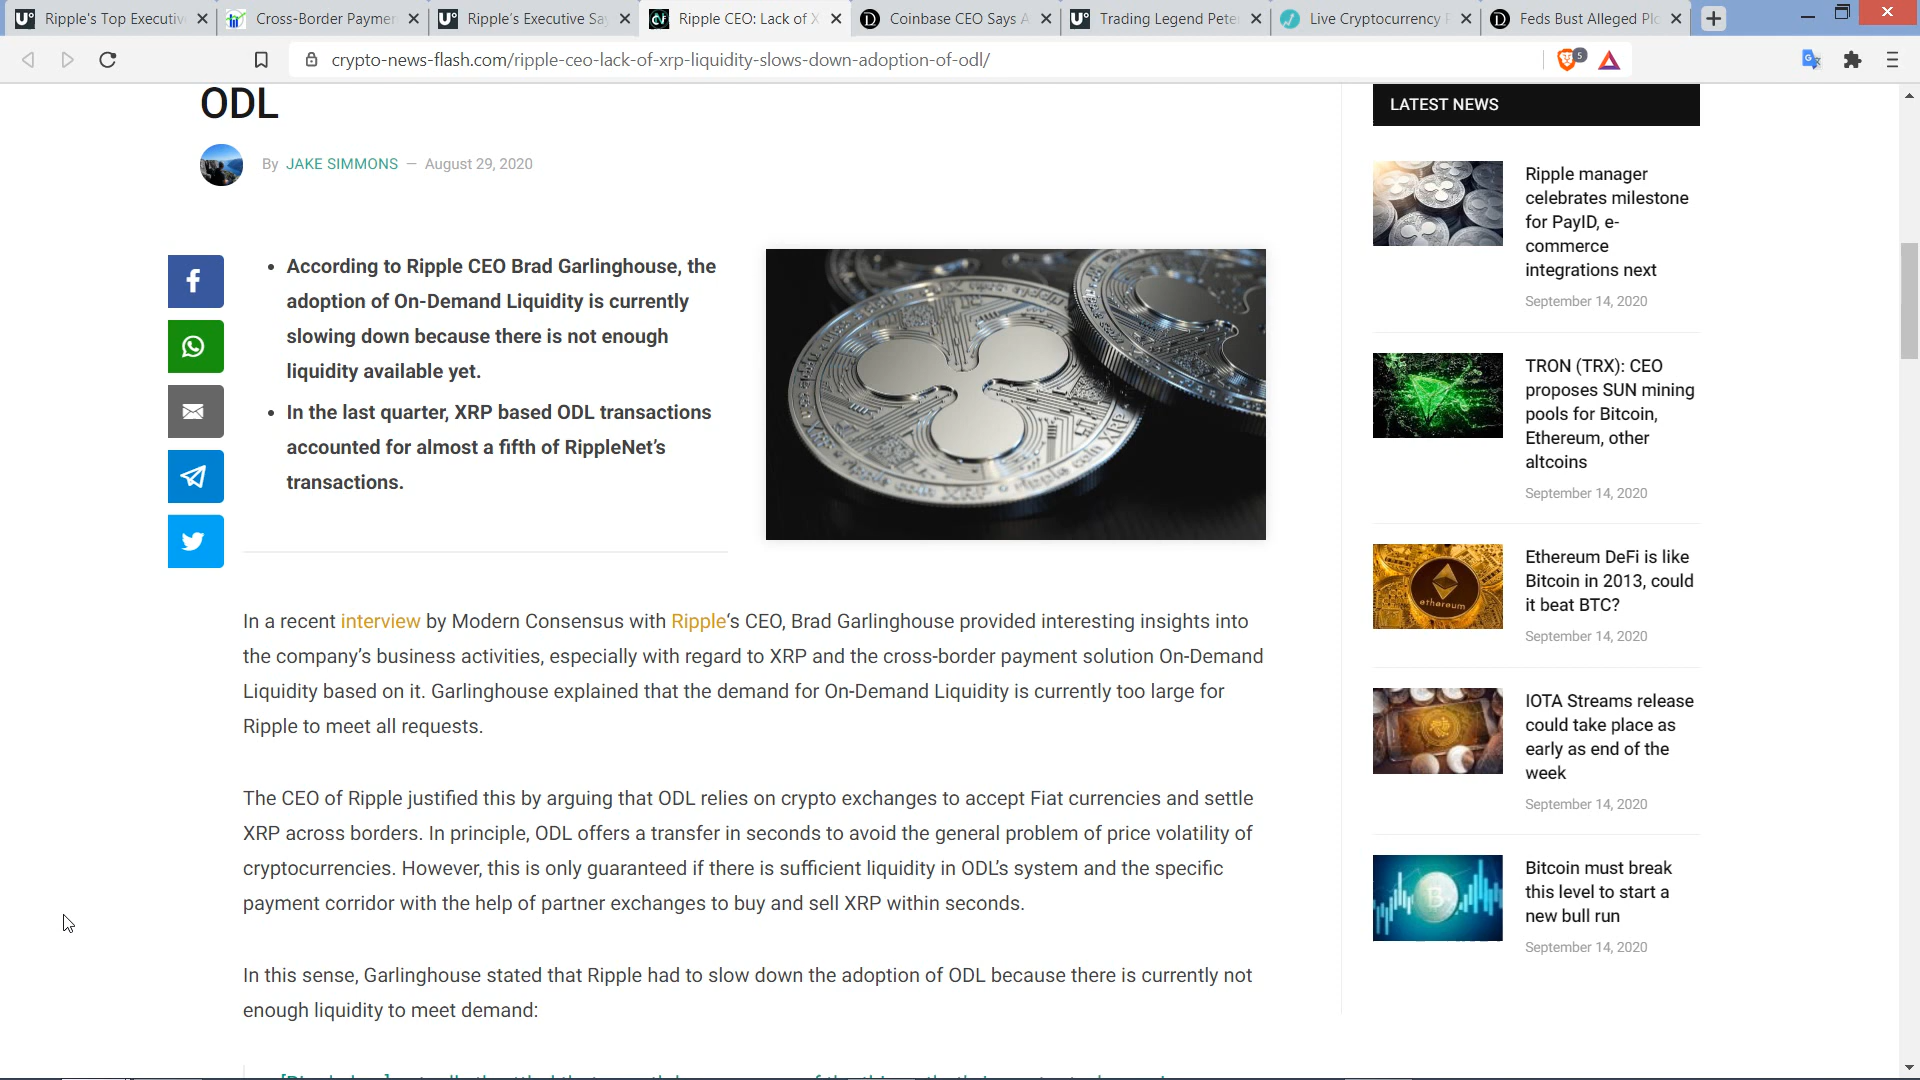 Ripple's Top Executiv
Cross-Border Paymen
Ripple's Executive Sa
Ripple CEO: Lack of X
Coinbase CEO Says A
Trading Legend Pete
Live Cryptocurrency P
Feds Bust Alleged Plo
crypto-news-flash.com/ripple-ceo-lack-of-xrp-liquidity-slows-down-adoption-of-odl/
5
ODL
By JAKE SIMMONS — August 29, 2020
• According to Ripple CEO Brad Garlinghouse, the
adoption of On-Demand Liquidity is currently
slowing down because there is not enough
liquidity available yet.
• In the last quarter, XRP based ODL transactions
accounted for almost a fifth of RippleNet's
transactions.
In a recent interview by Modern Consensus with Ripple's CEO, Brad Garlinghouse provided interesting insights into
the company's business activities, especially with regard to XRP and the cross-border payment solution On-Demand
Liquidity based on it. Garlinghouse explained that the demand for On-Demand Liquidity is currently too large for
Ripple to meet all requests.
The CEO of Ripple justified this by arguing that ODL relies on crypto exchanges to accept Fiat currencies and settle
XRP across borders. In principle, ODL offers a transfer in seconds to avoid the general problem of price volatility of
cryptocurrencies. However, this is only guaranteed if there is sufficient liquidity in ODL's system and the specific
payment corridor with the help of partner exchanges to buy and sell XRP within seconds.
In this sense, Garlinghouse stated that Ripple had to slow down the adoption of ODL because there is currently not
enough liquidity to meet demand:
LATEST NEWS
Ripple manager
celebrates milestone
for PayID, e-
commerce
integrations next
September 14, 2020
TRON (TRX): CEO
proposes SUN mining
pools for Bitcoin,
Ethereum, other
altcoins
September 14, 2020
Ethereum DeFi is like
Bitcoin in 2013, could
it beat BTC?
September 14, 2020
IOTA Streams release
could take place as
early as end of the
week
September 14, 2020
Bitcoin must break
this level to start a
new bull run
September 14, 2020